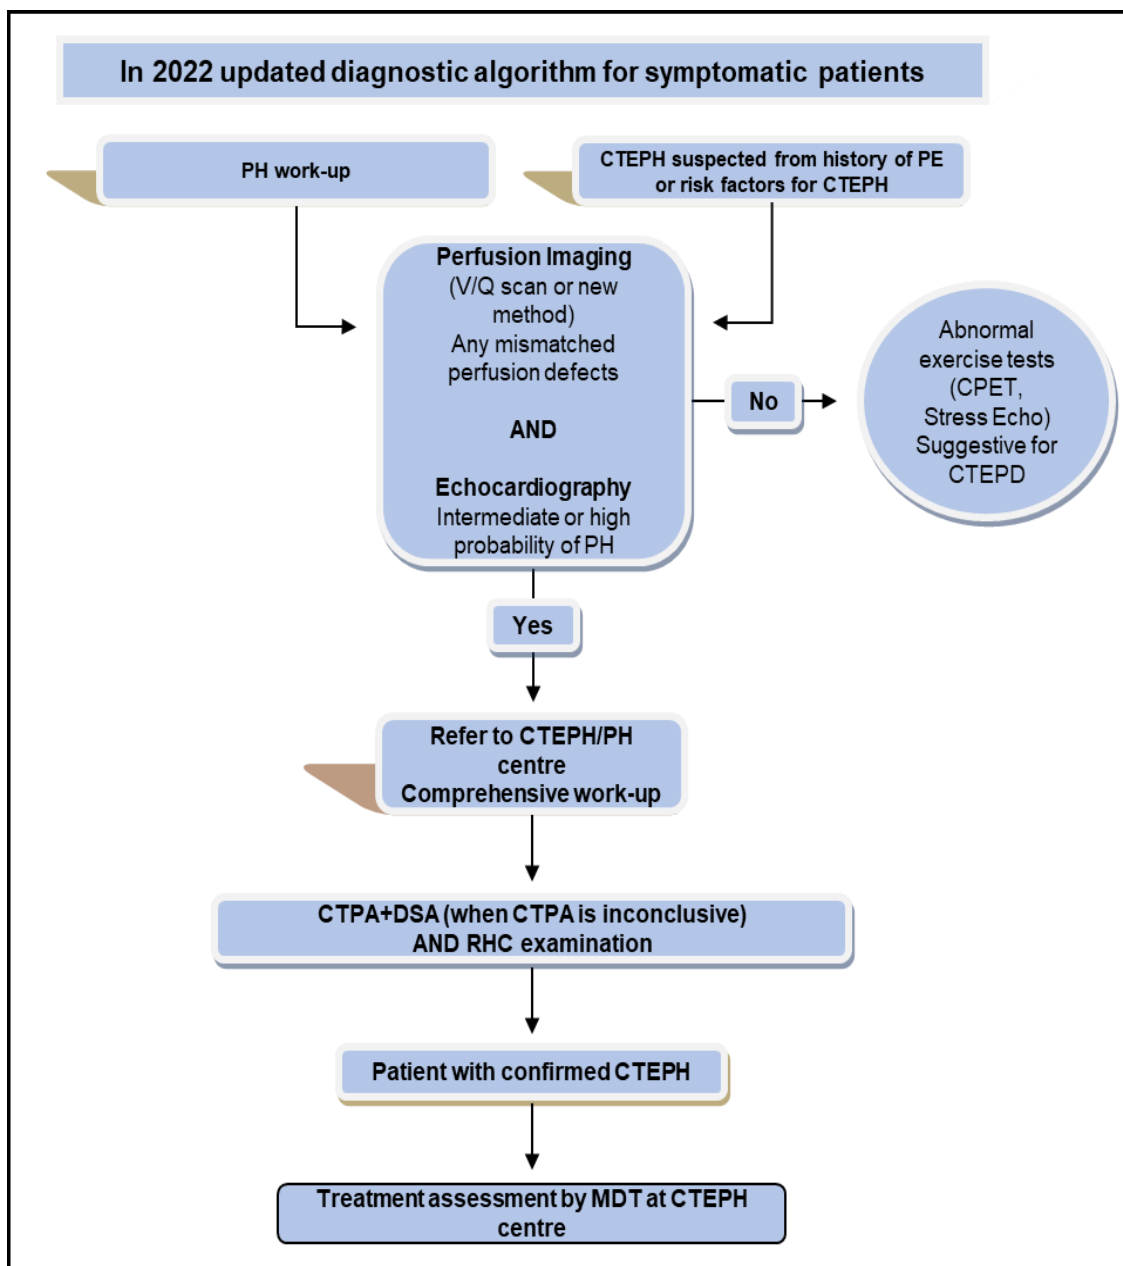 In 2022 updated diagnostic algorithm for symptomatic patients
PH work-up
CTEPH suspected from history of PE
or risk factors for CTEPH
Perfusion Imaging
(V/Q scan or new
method)
Any mismatched
perfusion defects
AND
Echocardiography
Intermediate or high
probability of PH
No
Abnormal
exercise tests
(CPET,
Stress Echo)
Suggestive for
CTEPD
Yes
Refer to CTEPH/PH
centre
Comprehensive work-up
CTPA+DSA (when CTPA is inconclusive)
AND RHC examination
Patient with confirmed CTEPH
Treatment assessment by MDT at CTEPH
centre